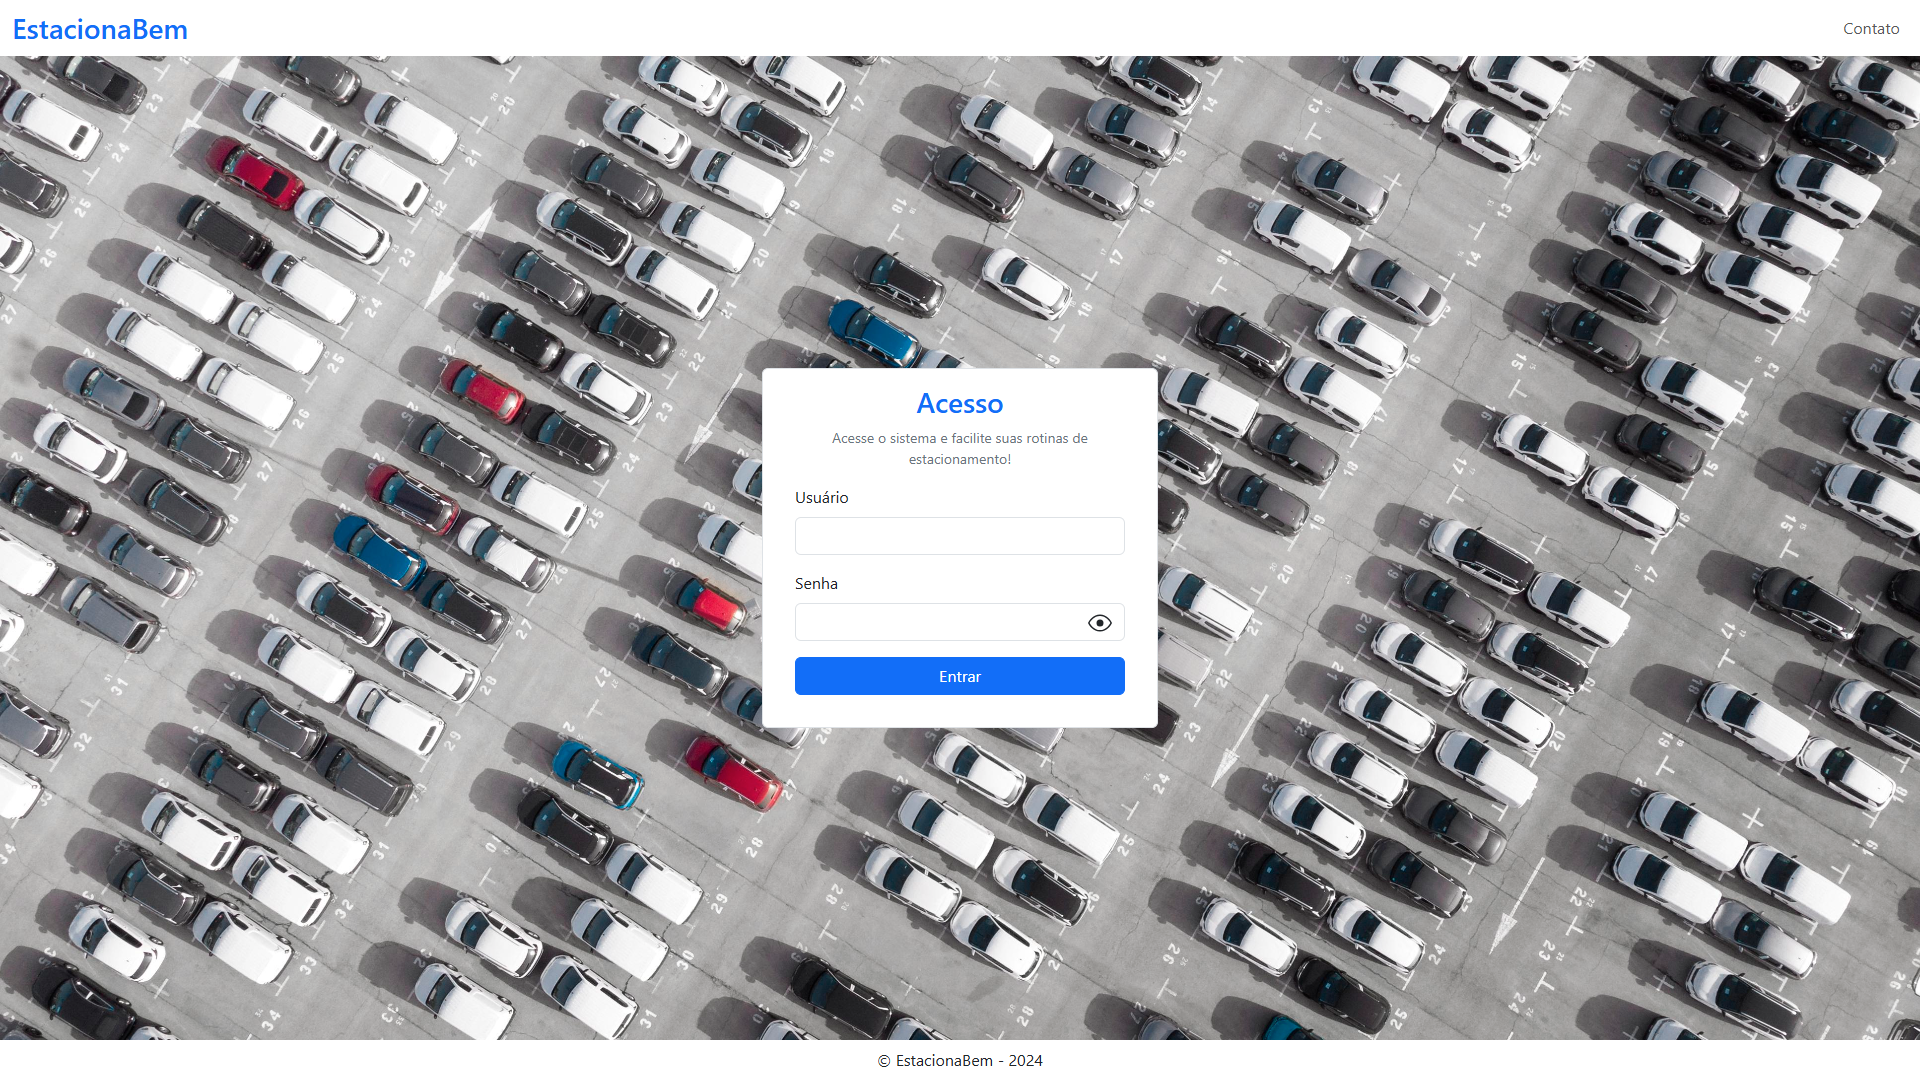 EstacionaBem
Contato
Acesso
Acesse o sistema e facilite suas rotinas de
estacionamento!
Usuário
Senha
Entrar
© EstacionaBem - 2024